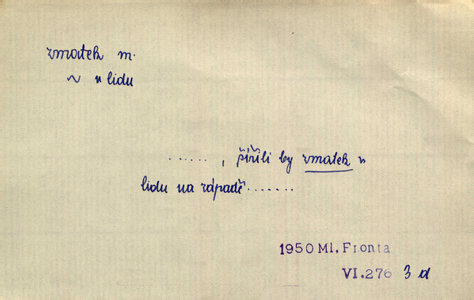 zmatek m.
~ v lidu
......, šířili by zmatek v
lidu na západě.......
1950 Ml. Fronta
VI.276 3 d